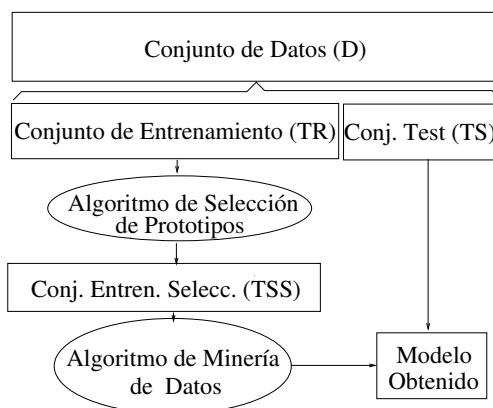 Conjunto de Datos (D)
Conjunto de Entrenamiento (TR)
Conj. Test (TS)
Algoritmo de Selección
de Prototipos
Conj. Entren. Selecc. (TSS)
Algoritmo de Minería
de Datos
Modelo
Obtenido